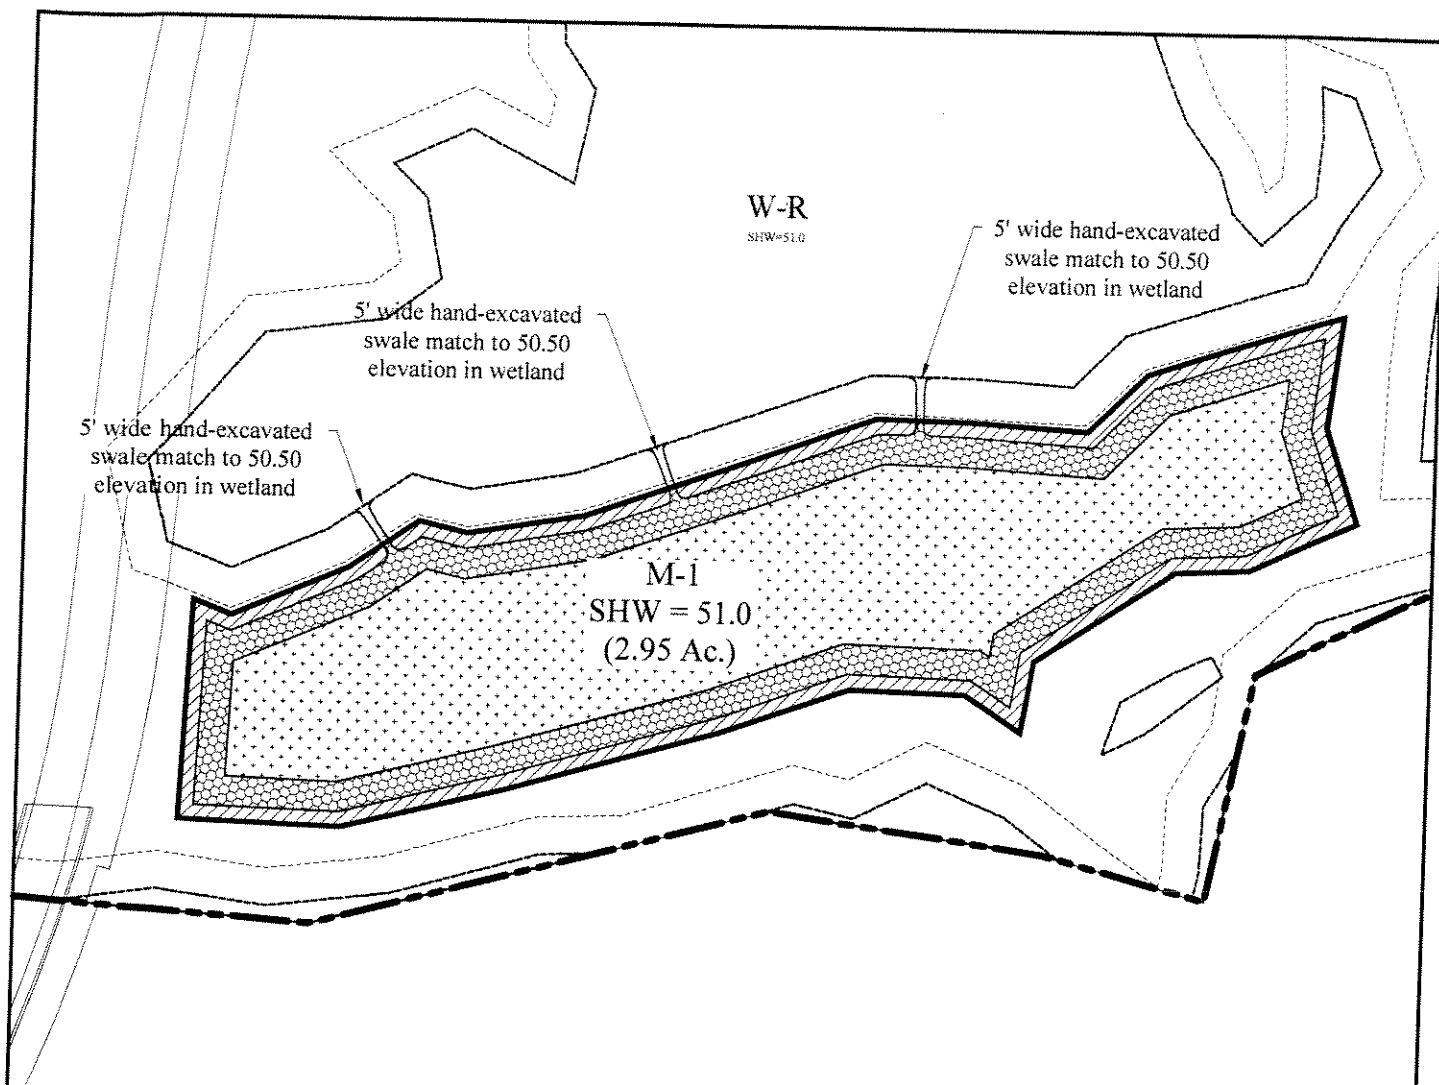 W-R
SHW=51.0
5' wide hand-excavated
swale match to 50.50
elevation in wetland
5' wide hand-excavated
swale match to 50.50
elevation in wetland
5' wide hand-excavated
swale match to 50.50
elevation in wetland
M-1
SHW = 51.0
(2.95 Ac.)